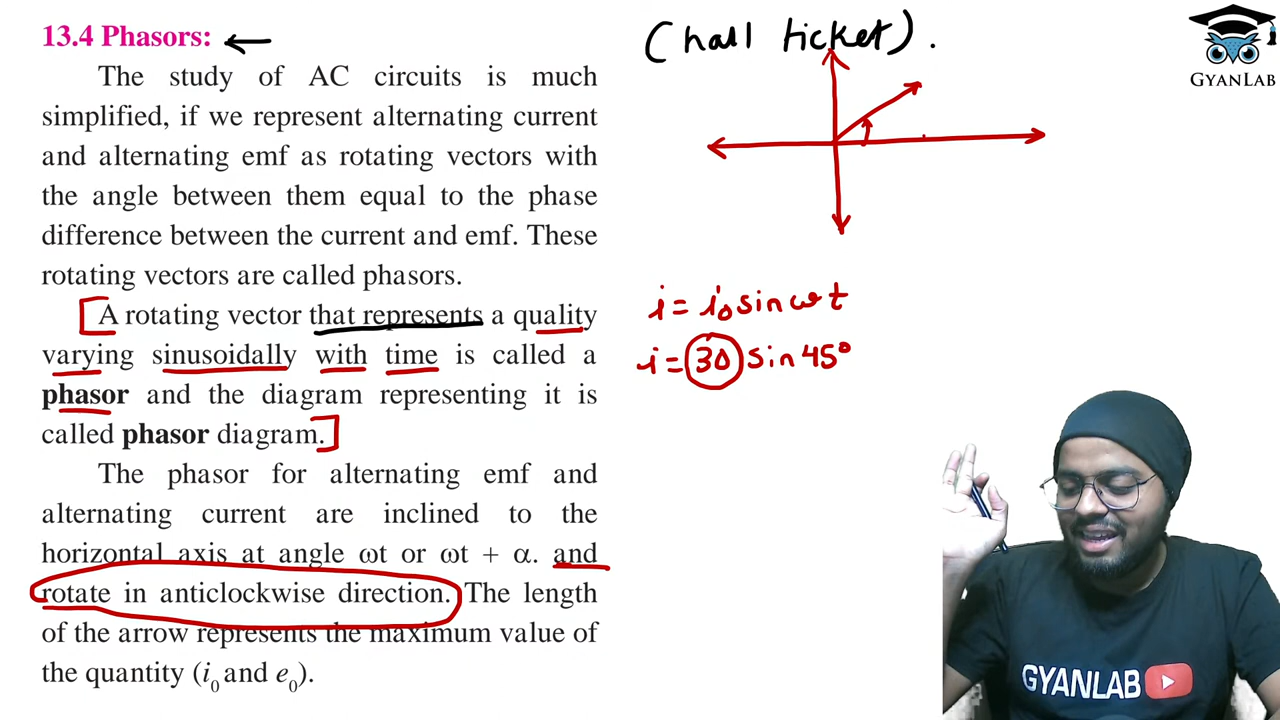 13.4 Phasors:
The study of AC circuits is much
simplified, if we represent alternating current
and alternating emf as rotating vectors with
the angle between them equal to the phase
difference between the current and emf. These
rotating vectors are called phasors.
A rotating vector that represents a quality
varying sinusoidally with time is called a
phasor and the diagram representing it is
called phasor diagram.
The phasor for alternating emf and
alternating current are inclined to the
horizontal axis at angle ωt or ωt + α. and
rotate in anticlockwise direction. The length
of the arrow represents the maximum value of
the quantity (i₀ and e₀).
(hall ticket).
i = i₀ sin ωt
i = 30 sin 45°
GYANLAB
GYANLAB